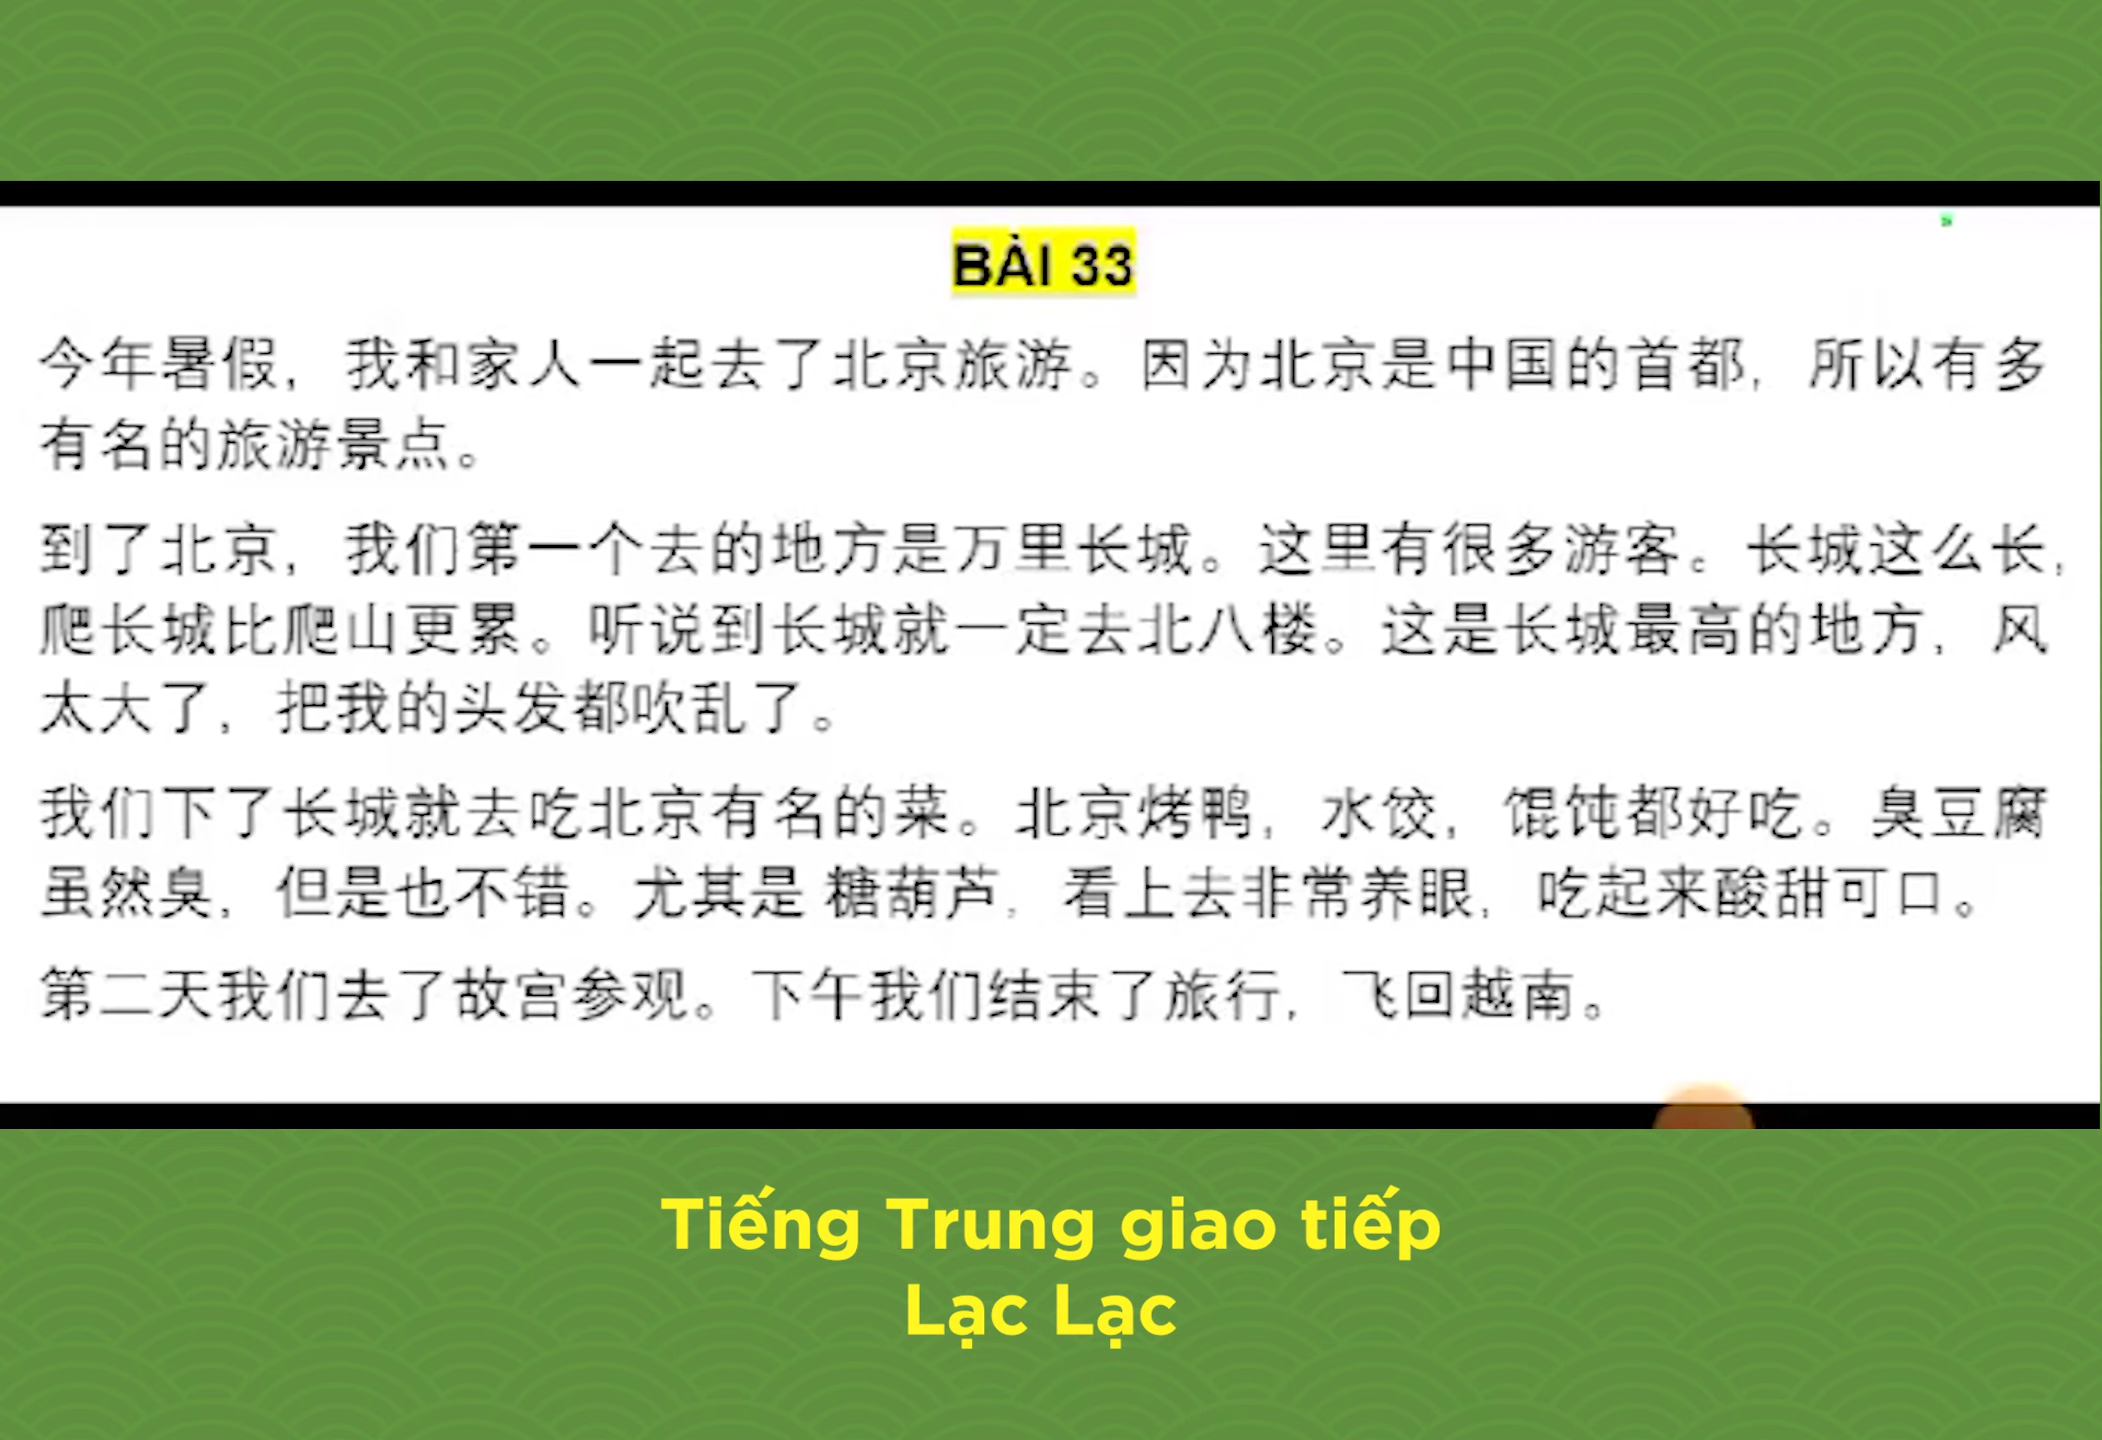 BÀI 33
今年暑假，我和家人一起去了北京旅游。因为北京是中国的首都，所以有多
有名的旅游景点。
到了北京，我们第一个去的地方是万里长城。这里有很多游客。长城这么长，
爬长城比爬山更累。听说到长城就一定去北八楼。这是长城最高的地方，风
太大了，把我的头发都吹乱了。
我们下了长城就去吃北京有名的菜。北京烤鸭，水饺，馄饨都好吃。臭豆腐
虽然臭，但是也不错。尤其是 糖葫芦，看上去非常养眼，吃起来酸甜可口。
第二天我们去了故宫参观。下午我们结束了旅行，飞回越南。
Tiếng Trung giao tiếp
Lạc Lạc